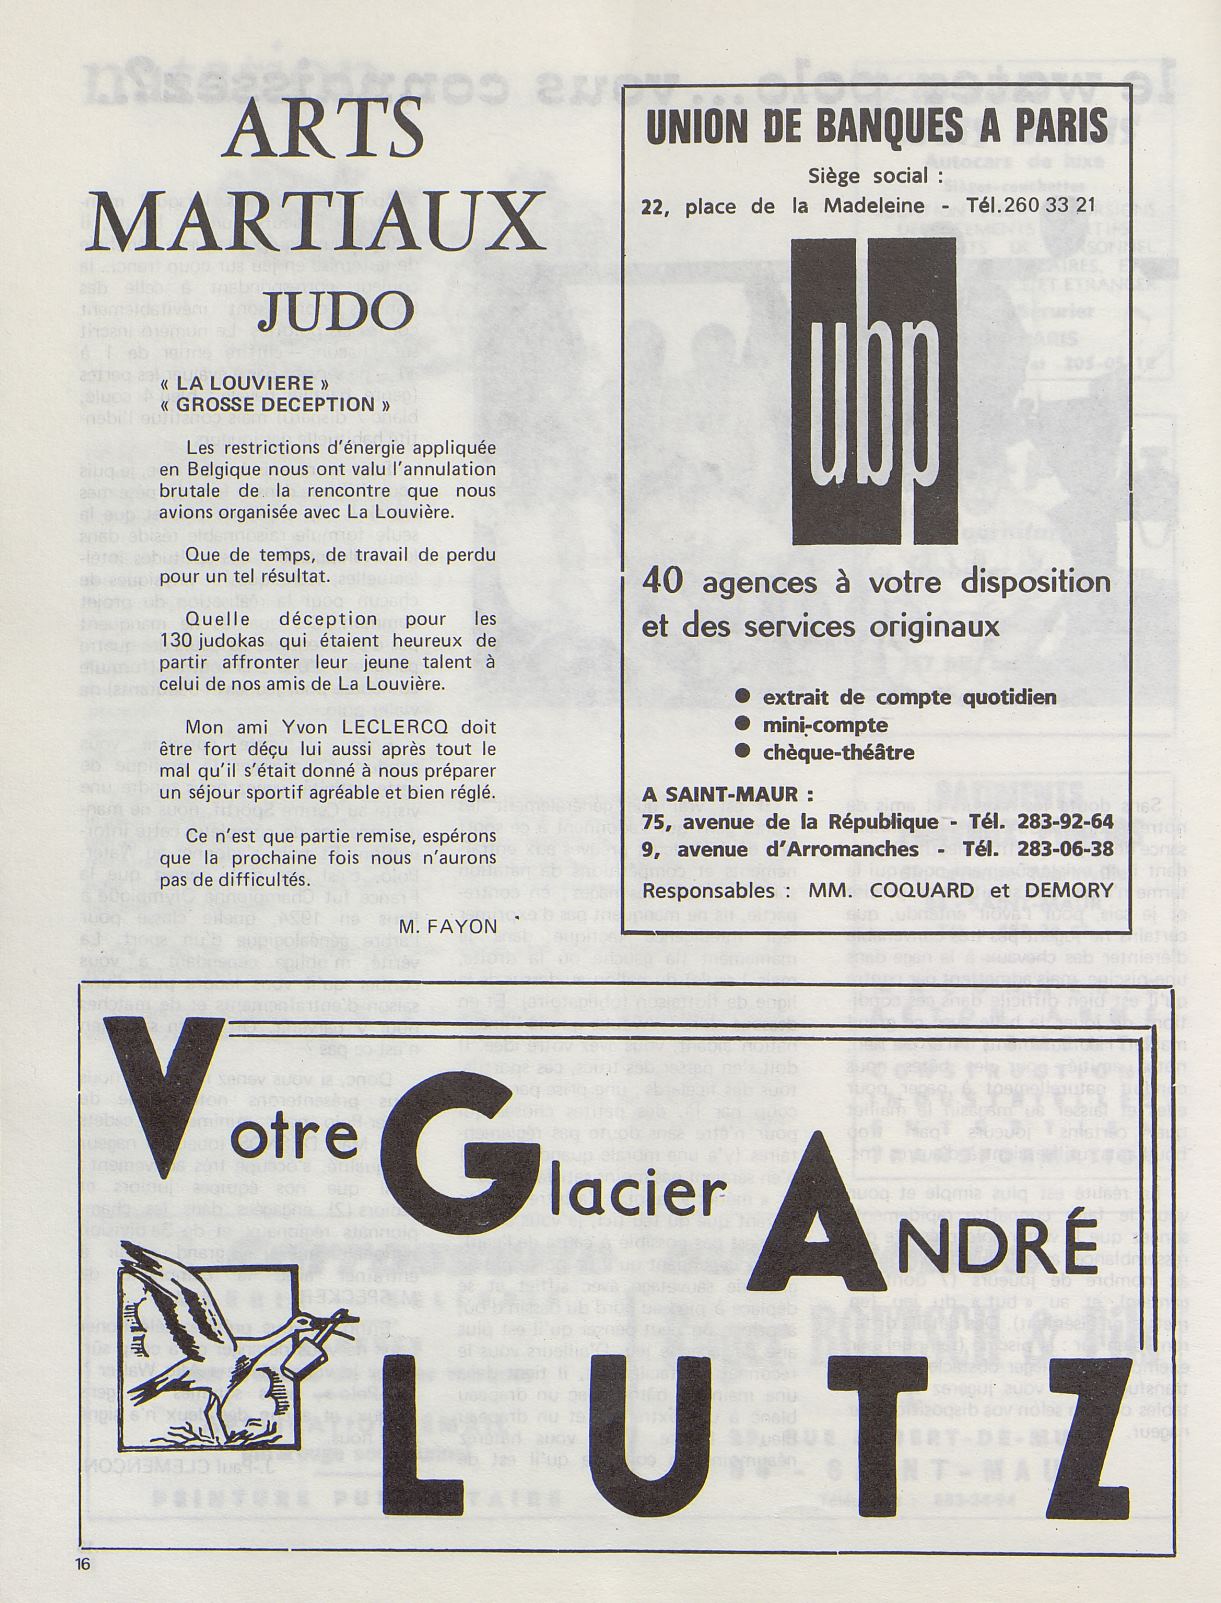 ARTS
MARTIAUX
JUDO
« LA LOUVIERE »
« GROSSE DECEPTION »
Les restrictions d'énergie appliquée
en Belgique nous ont valu l'annulation
brutale de la rencontre que nous
avions organisée avec La Louvière.
Que de temps, de travail de perdu
pour un tel résultat.
Quelle déception pour les
130 judokas qui étaient heureux de
partir affronter leur jeune talent à
celui de nos amis de La Louvière.
Mon ami Yvon LECLERCQ doit
être fort déçu lui aussi après tout le
mal qu'il s'était donné à nous préparer
un séjour sportif agréable et bien réglé.
Ce n'est que partie remise, espérons
que la prochaine fois nous n'aurons
pas de difficultés.
M. FAYON
UNION DE BANQUES A PARIS
Siège social :
22, place de la Madeleine - Tél.260 33 21
ubp
40 agences à votre disposition
et des services originaux
● extrait de compte quotidien
● mini-compte
● chèque-théâtre
A SAINT-MAUR :
75, avenue de la République - Tél. 283-92-64
9, avenue d'Arromanches - Tél. 283-06-38
Responsables : MM. COQUARD et DEMORY
Votre Glacier ANDRÉ
LUTZ
16